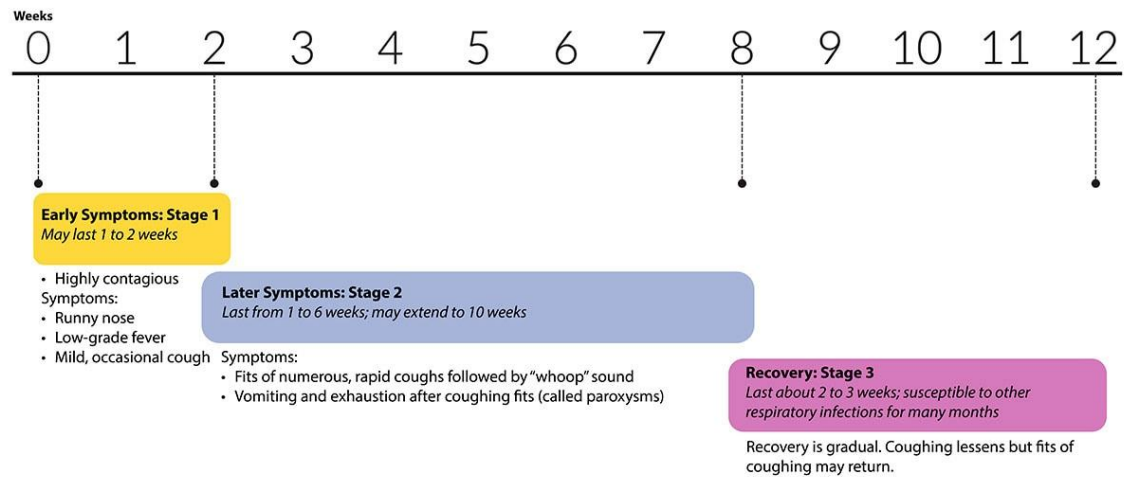 Weeks
0 1 2 3 4 5 6 7 8 9 10 11 12
Early Symptoms: Stage 1
May last 1 to 2 weeks
• Highly contagious
Symptoms:
• Runny nose
• Low-grade fever
• Mild, occasional cough
Later Symptoms: Stage 2
Last from 1 to 6 weeks; may extend to 10 weeks
Symptoms:
• Fits of numerous, rapid coughs followed by “whoop” sound
• Vomiting and exhaustion after coughing fits (called paroxysms)
Recovery: Stage 3
Last about 2 to 3 weeks; susceptible to other
respiratory infections for many months
Recovery is gradual. Coughing lessens but fits of
coughing may return.